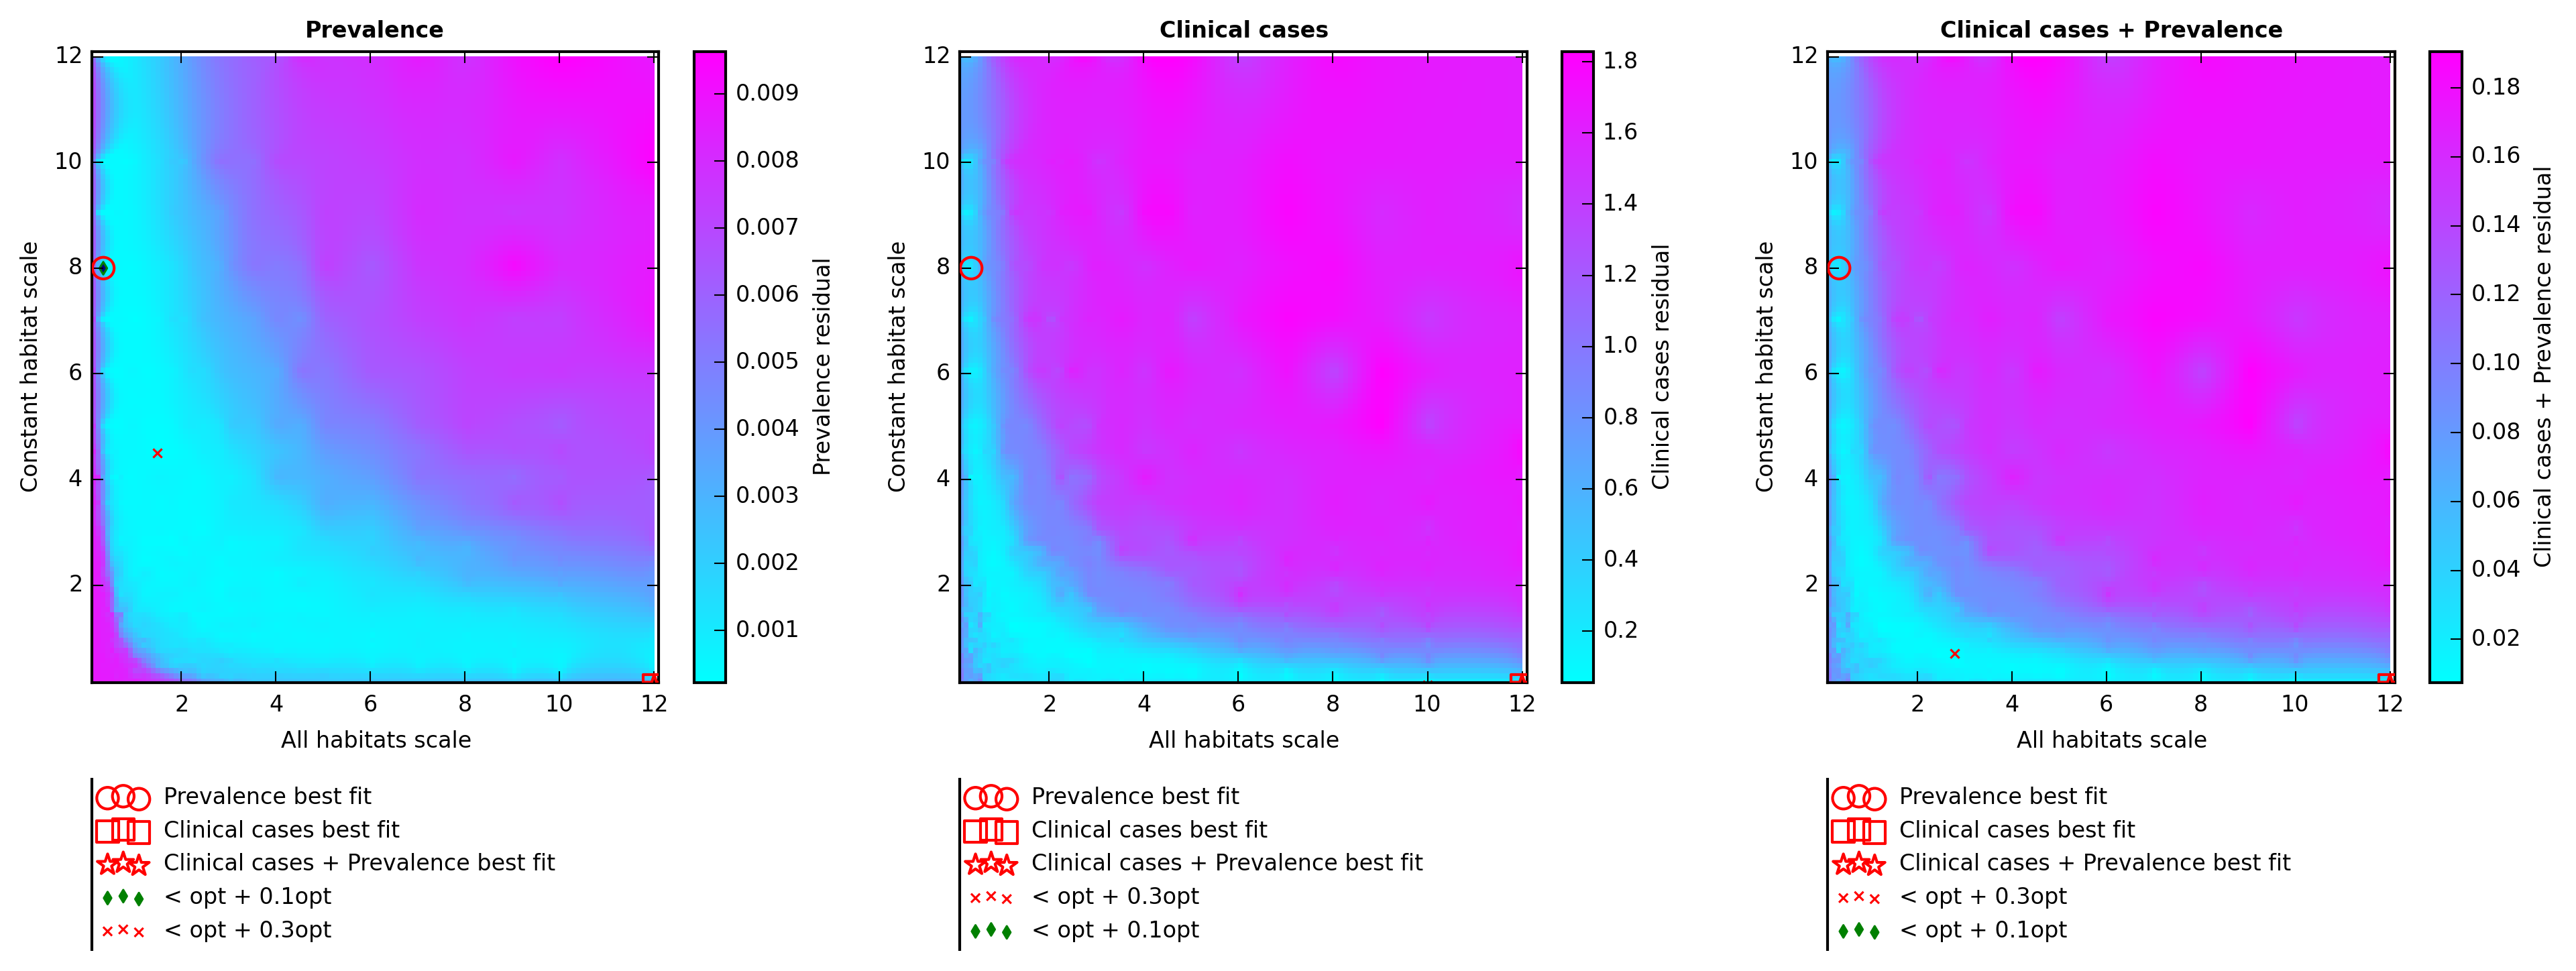 Prevalence
12
10
8
6
4
2
Constant habitat scale
2 4 6 8 10 12
All habitats scale
0.009
0.008
0.007
0.006
0.005
0.004
0.003
0.002
0.001
Prevalence residual
Prevalence best fit
Clinical cases best fit
Clinical cases + Prevalence best fit
< opt + 0.1opt
< opt + 0.3opt
Clinical cases
12
10
8
6
4
2
Constant habitat scale
2 4 6 8 10 12
All habitats scale
1.8
1.6
1.4
1.2
1.0
0.8
0.6
0.4
0.2
Clinical cases residual
Prevalence best fit
Clinical cases best fit
Clinical cases + Prevalence best fit
< opt + 0.3opt
< opt + 0.1opt
Clinical cases + Prevalence
12
10
8
6
4
2
Constant habitat scale
2 4 6 8 10 12
All habitats scale
0.18
0.16
0.14
0.12
0.10
0.08
0.06
0.04
0.02
Clinical cases + Prevalence residual
Prevalence best fit
Clinical cases best fit
Clinical cases + Prevalence best fit
< opt + 0.3opt
< opt + 0.1opt